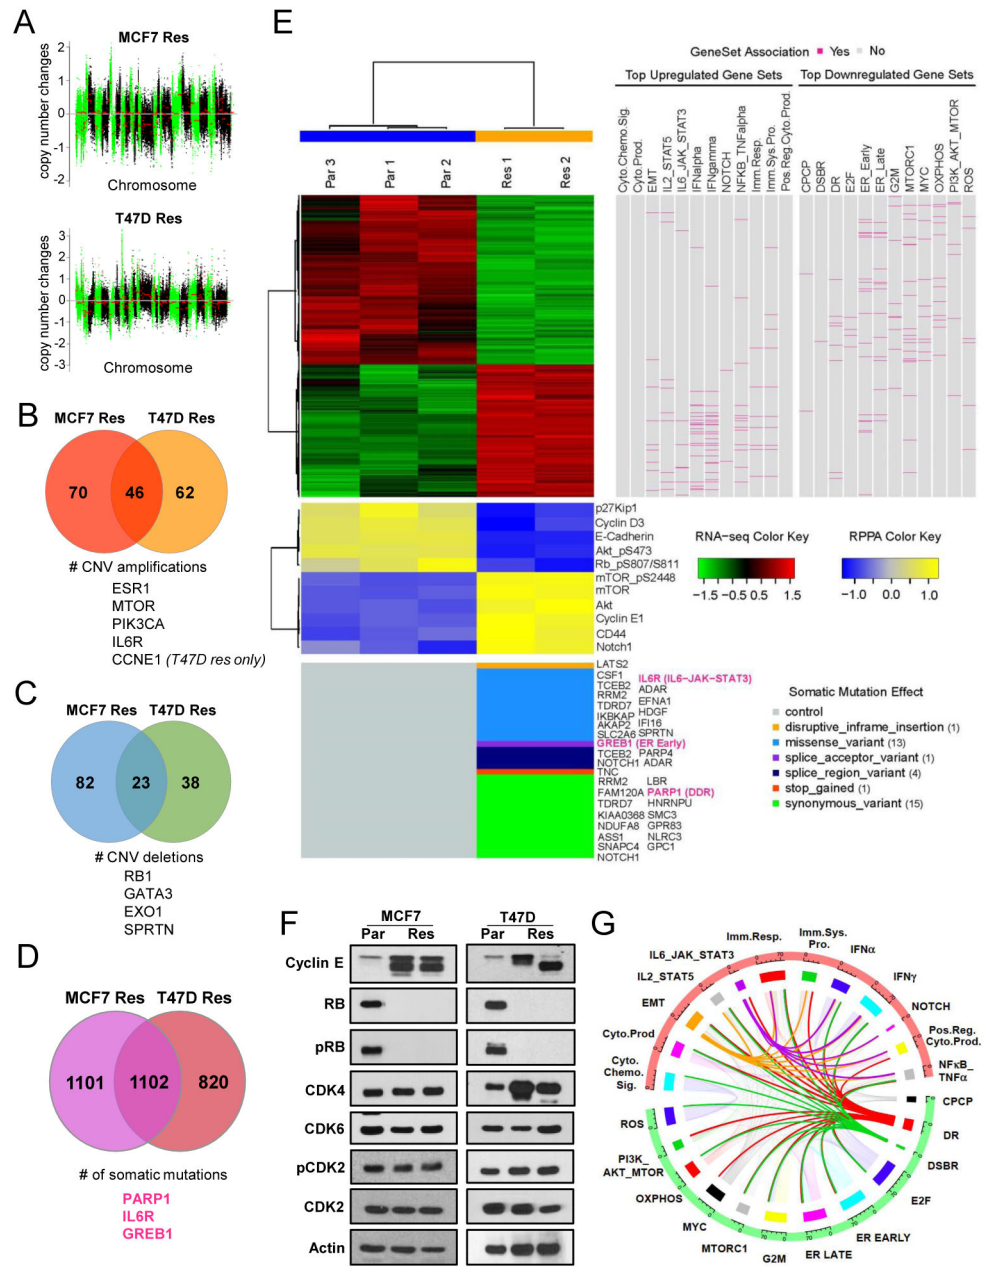 A
MCF7 Res
copy number changes
2
1
0
-1
-2
Chromosome
T47D Res
copy number changes
3
2
1
0
-1
-2
-3
Chromosome
B
MCF7 Res T47D Res
70 46 62
# CNV amplifications
ESR1
MTOR
PIK3CA
IL6R
CCNE1 (T47D res only)
C
MCF7 Res T47D Res
82 23 38
# CNV deletions
RB1
GATA3
EXO1
SPRTN
D
MCF7 Res T47D Res
1101 1102 820
# of somatic mutations
PARP1
IL6R
GREB1
E
GeneSet Association Yes No
Top Upregulated Gene Sets
Top Downregulated Gene Sets
Par 3
Par 1
Par 2
Res 1
Res 2
Cyto.Chemo.Sig.
Cyto.Prod.
EMT
IL2_STAT5
IL6_JAK_STAT3
IFNalpha
IFNgamma
NOTCH
NFKB_TNFalpha
Imm.Resp.
Imm.Sys.Pro.
Pos.Reg.Cyto.Prod.
CPCP
DSBR
DR
E2F
ER_Early
ER_Late
G2M
MTORC1
MYC
OXPHOS
PI3K_AKT_MTOR
ROS
p27Kip1
Cyclin D3
E-Cadherin
Akt_pS473
Rb_pS807/S811
mTOR_pS2448
mTOR
Akt
Cyclin E1
CD44
Notch1
RNA-seq Color Key
-1.5 -0.5 0.5 1.5
RPPA Color Key
-1.0 0.0 1.0
LATS2
CSF1 IL6R (IL6-JAK-STAT3)
TCEB2 ADAR
RRM2 EFNA1
TDRD7 HDGF
IKBKAP IFI16
AKAP2 SPRTN
SLC2A6
GREB1 (ER Early)
TCEB2 PARP4
NOTCH1 ADAR
TNC
RRM2 LBR
FAM120A PARP1 (DDR)
TDRD7 HNRNPU
KIAA0368 SMC3
NDUFA8 GPR83
ASS1 NLRC3
SNAPC4 GPC1
NOTCH1
Somatic Mutation Effect
control
disruptive_inframe_insertion (1)
missense_variant (13)
splice_acceptor_variant (1)
splice_region_variant (4)
stop_gained (1)
synonymous_variant (15)
F
MCF7 T47D
Par Res Par Res
Cyclin E
RB
pRB
CDK4
CDK6
pCDK2
CDK2
Actin
G
Imm.Resp.
Imm.Sys.
Pro.
IFNα
IFNγ
NOTCH
Pos.Reg.
Cyto.Prod.
NFκB_
TNFα
CPCP
DR
DSBR
E2F
ER EARLY
ER LATE
G2M
MTORC1
MYC
OXPHOS
PI3K_
AKT_MTOR
ROS
Cyto.
Chemo.
Sig.
Cyto.Prod
EMT
IL2_STAT5
IL6_JAK_STAT3